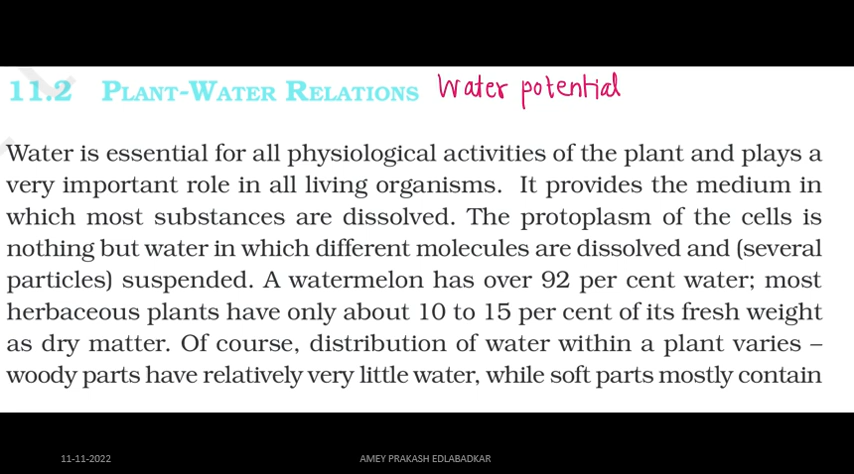 11.2 PLANT-WATER RELATIONS Water potential
Water is essential for all physiological activities of the plant and plays a
very important role in all living organisms. It provides the medium in
which most substances are dissolved. The protoplasm of the cells is
nothing but water in which different molecules are dissolved and (several
particles) suspended. A watermelon has over 92 per cent water; most
herbaceous plants have only about 10 to 15 per cent of its fresh weight
as dry matter. Of course, distribution of water within a plant varies –
woody parts have relatively very little water, while soft parts mostly contain
11-11-2022 AMEY PRAKASH EDLABADKAR